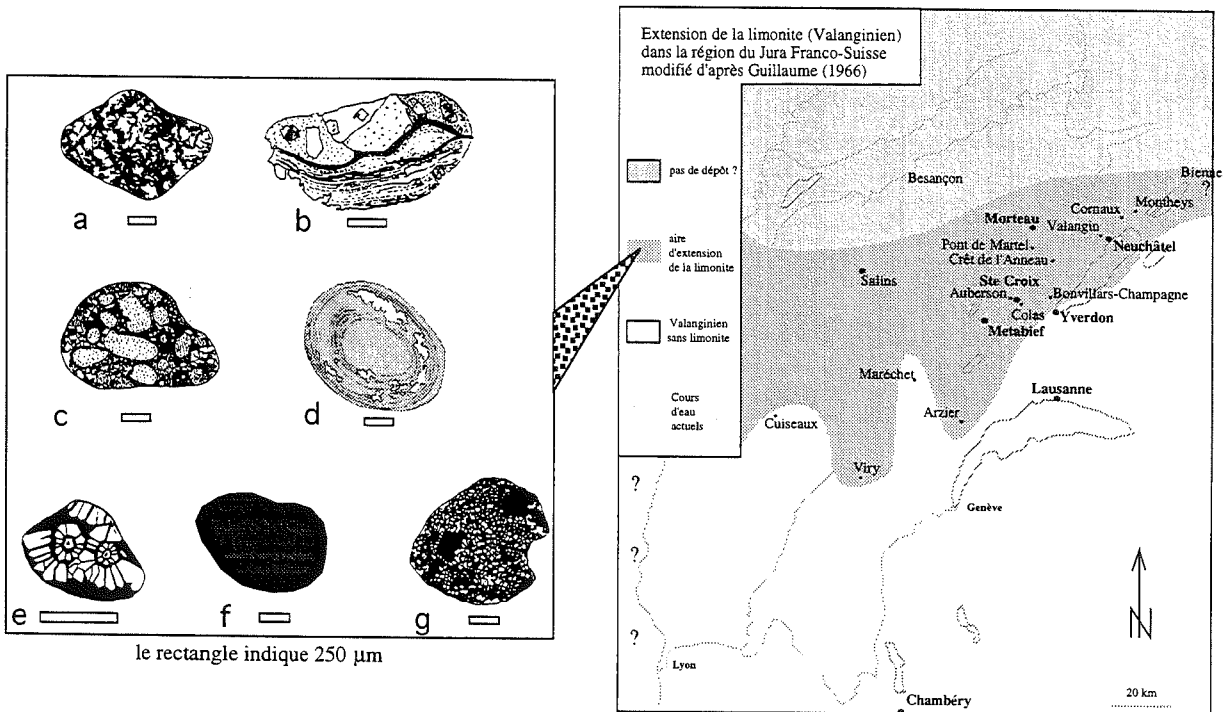 a
b
c
d
e
f
g
le rectangle indique 250 µm
Extension de la limonite (Valanginien)
dans la région du Jura Franco-Suisse
modifié d'après Guillaume (1966)
pas de dépôt ?
aire
d'extension
de la limonite
Valanginien
sans limonite
Cours
d'eau
actuels
Besançon
Bienne
?
Montheys
Cornaux
Morteau
Valangin
Neuchâtel
Pont de Martel
Crêt de l'Anneau
Salins
Ste Croix
Auberson
Bonvillars-Champagne
Colas
Yverdon
Metabief
Maréchet
Lausanne
Arzier
Cuiseaux
Viry
?
Genève
?
?
N
Lyon
20 km
Chambéry